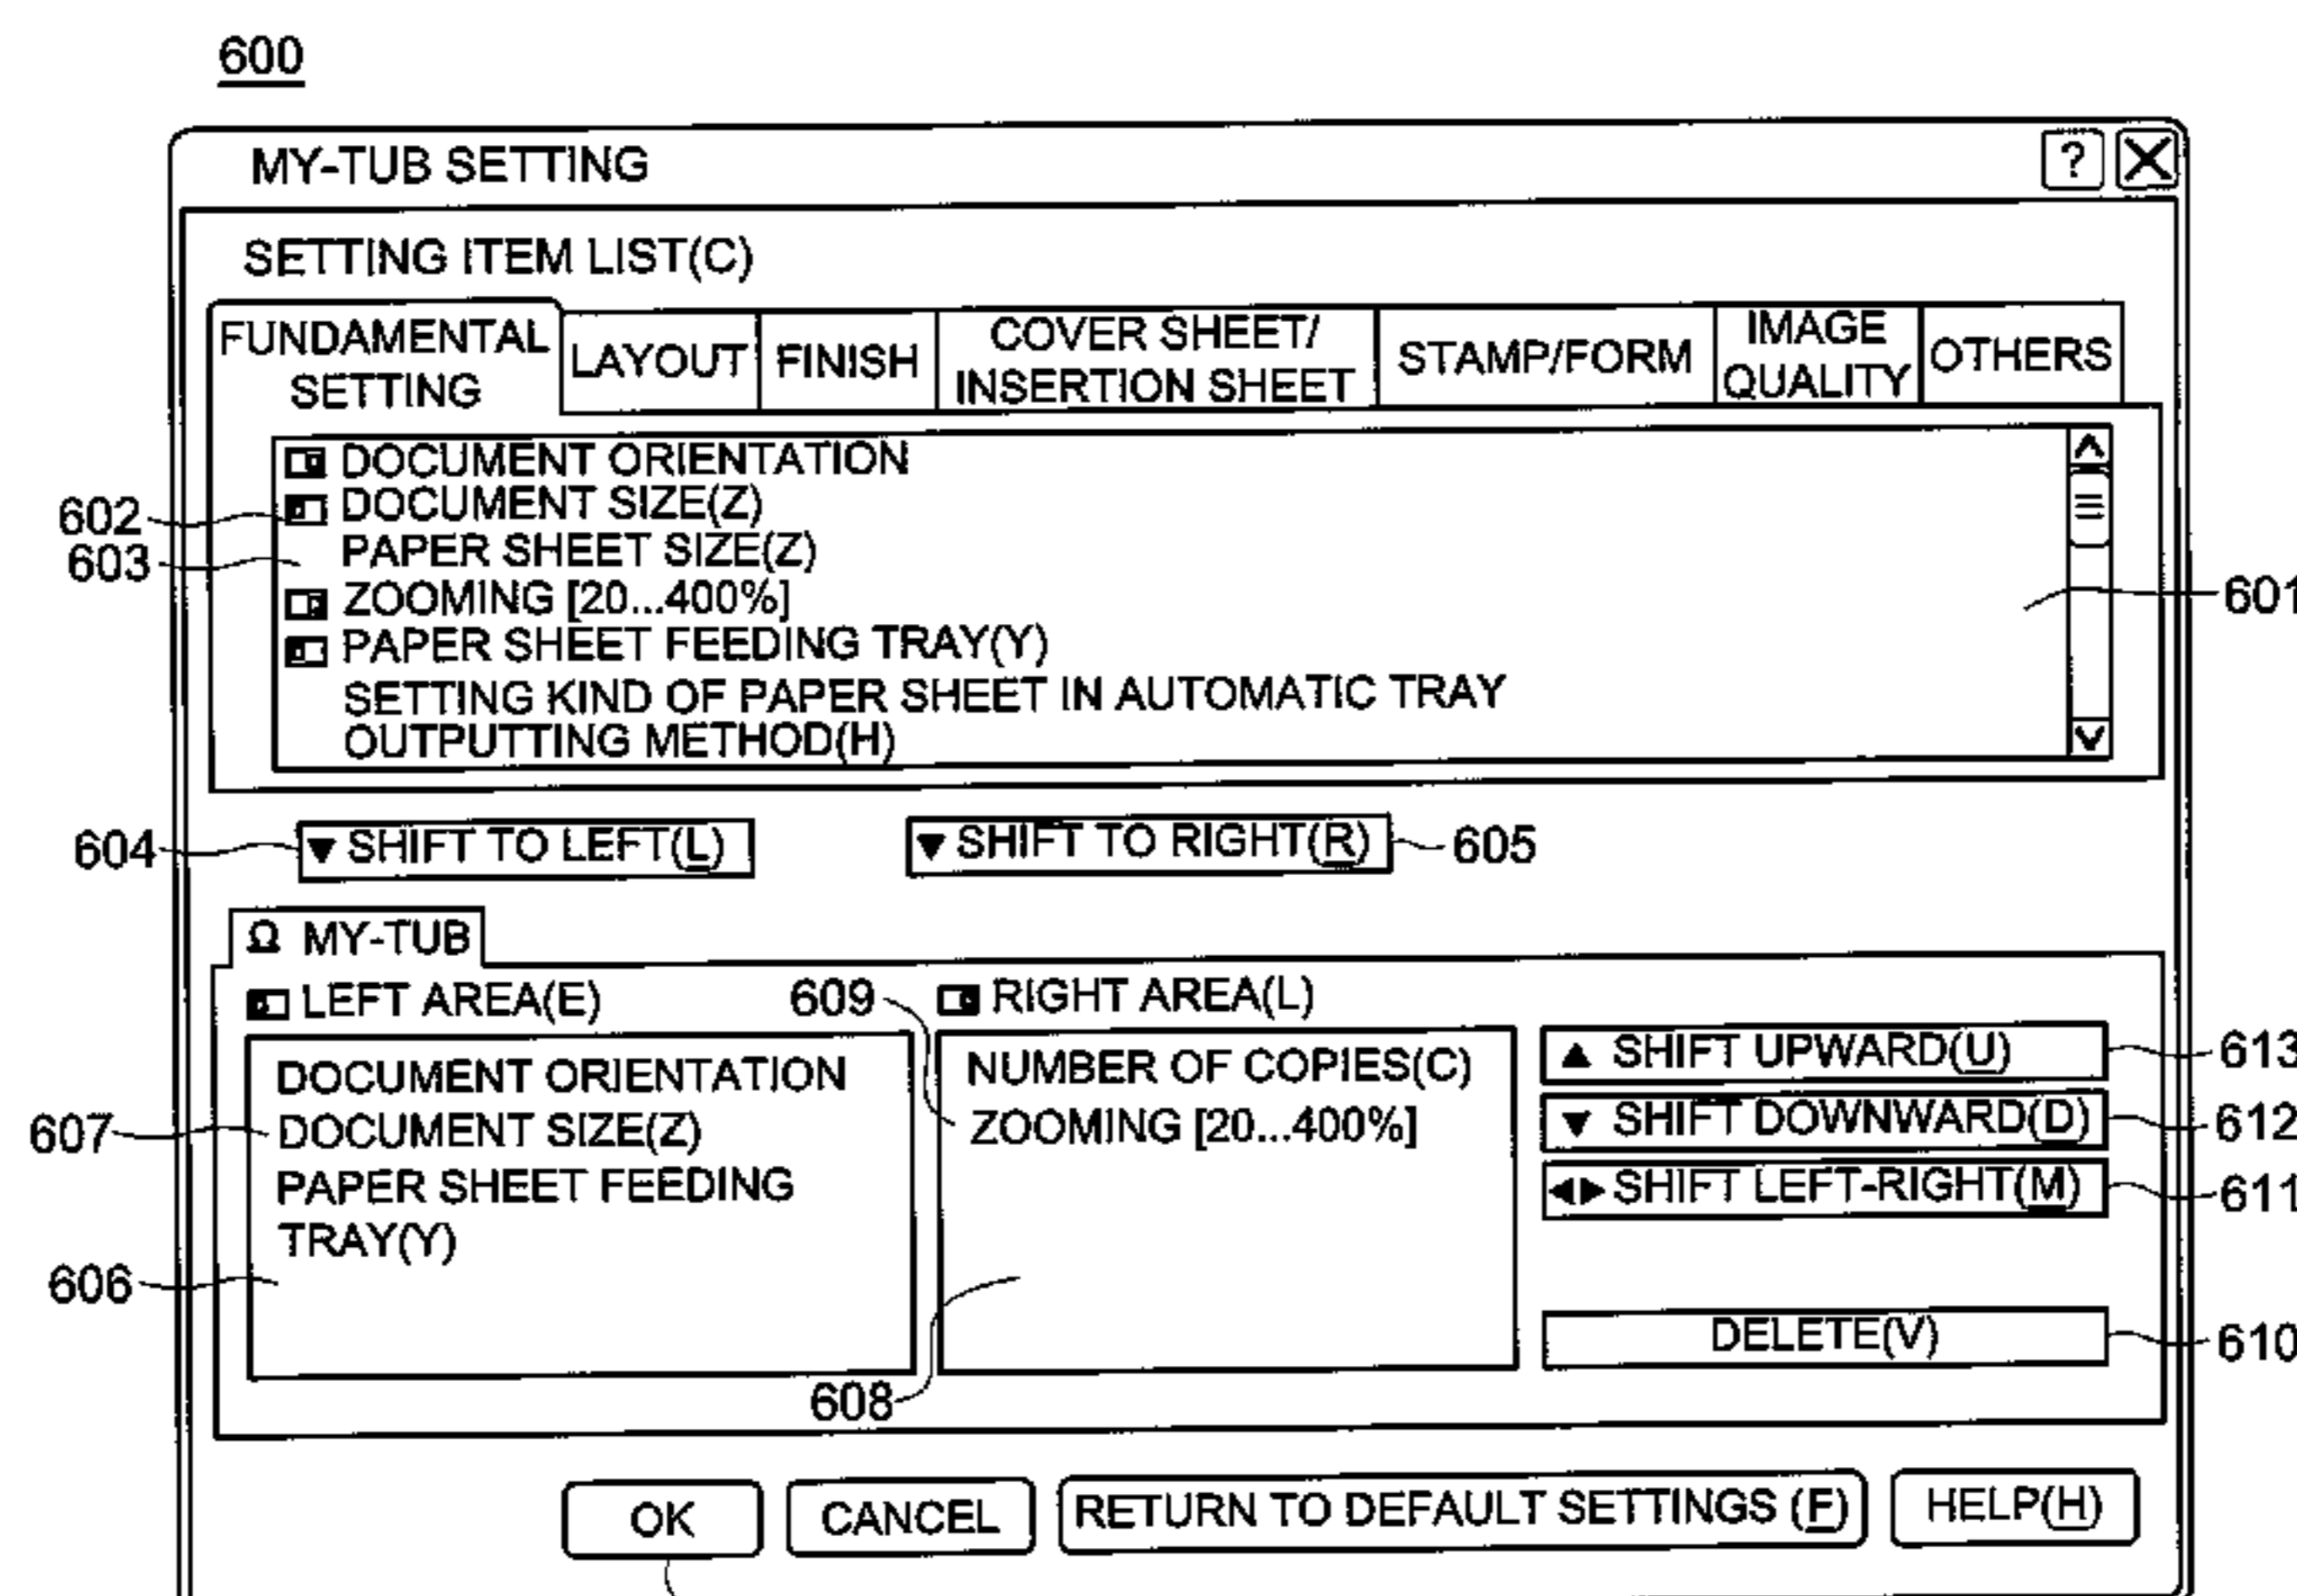 600
MY-TUB SETTING ?
SETTING ITEM LIST(C)
FUNDAMENTAL SETTING
LAYOUT
FINISH
COVER SHEET/
INSERTION SHEET
STAMP/FORM
IMAGE
QUALITY
OTHERS
DOCUMENT ORIENTATION
602 DOCUMENT SIZE(Z)
603 PAPER SHEET SIZE(Z)
ZOOMING [20...400%] 601
PAPER SHEET FEEDING TRAY(Y)
SETTING KIND OF PAPER SHEET IN AUTOMATIC TRAY
OUTPUTTING METHOD(H)
604 ▼ SHIFT TO LEFT(L) ▼ SHIFT TO RIGHT(R) 605
Ω MY-TUB
LEFT AREA(E) 609 RIGHT AREA(L)
DOCUMENT ORIENTATION
607 DOCUMENT SIZE(Z)
PAPER SHEET FEEDING
TRAY(Y)
606
NUMBER OF COPIES(C)
ZOOMING [20...400%]
608
▲ SHIFT UPWARD(U) 613
▼ SHIFT DOWNWARD(D) 612
◀▶ SHIFT LEFT-RIGHT(M) 611
DELETE(V) 610
OK CANCEL RETURN TO DEFAULT SETTINGS (F) HELP(H)